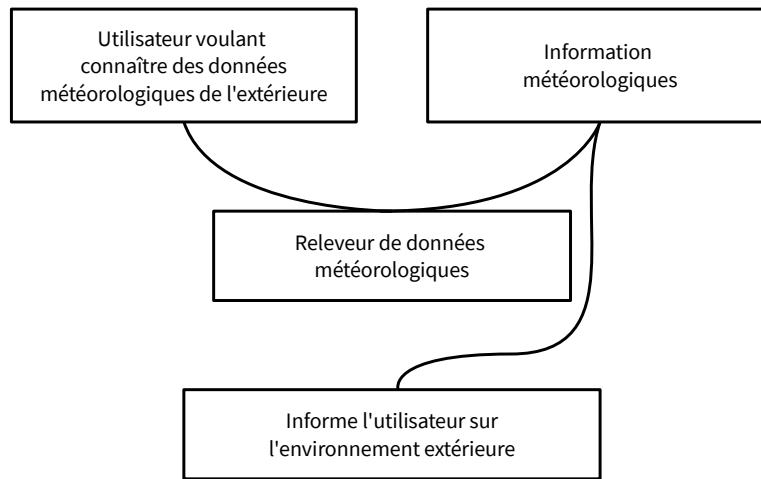 Utilisateur voulant
connaître des données
météorologiques de l'extérieure
Information
météorologiques
Releveur de données
météorologiques
Informe l'utilisateur sur
l'environnement extérieure